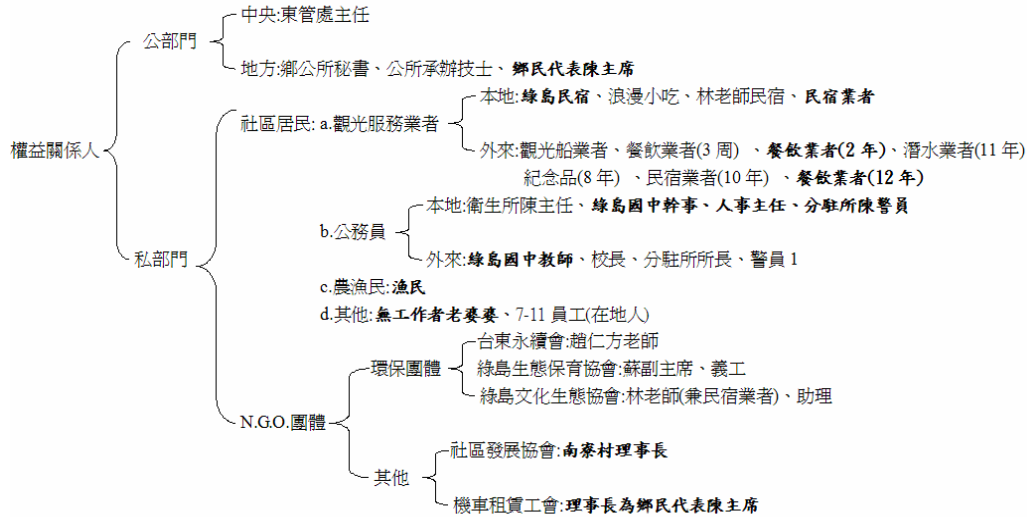 中央:東管處主任
公部門
地方:鄉公所秘書、公所承辦技士、鄉民代表陳主席
權益關係人
私部門
社區居民: a.觀光服務業者
本地:綠島民宿、浪漫小吃、林老師民宿、民宿業者
外來:觀光船業者、餐飲業者(3 周) 、餐飲業者(2 年)、潛水業者(11 年)
紀念品(8 年) 、民宿業者(10 年) 、餐飲業者(12 年)
b.公務員
本地:衛生所陳主任、綠島國中幹事、人事主任、分駐所陳警員
外來:綠島國中教師、校長、分駐所所長、警員 1
c.農漁民:漁民
d.其他:無工作者老婆婆、7-11 員工(在地人)
N.G.O.團體
環保團體
台東永續會:趙仁方老師
綠島生態保育協會:蘇副主席、義工
綠島文化生態協會:林老師(兼民宿業者)、助理
其他
社區發展協會:南寮村理事長
機車租賃工會:理事長為鄉民代表陳主席